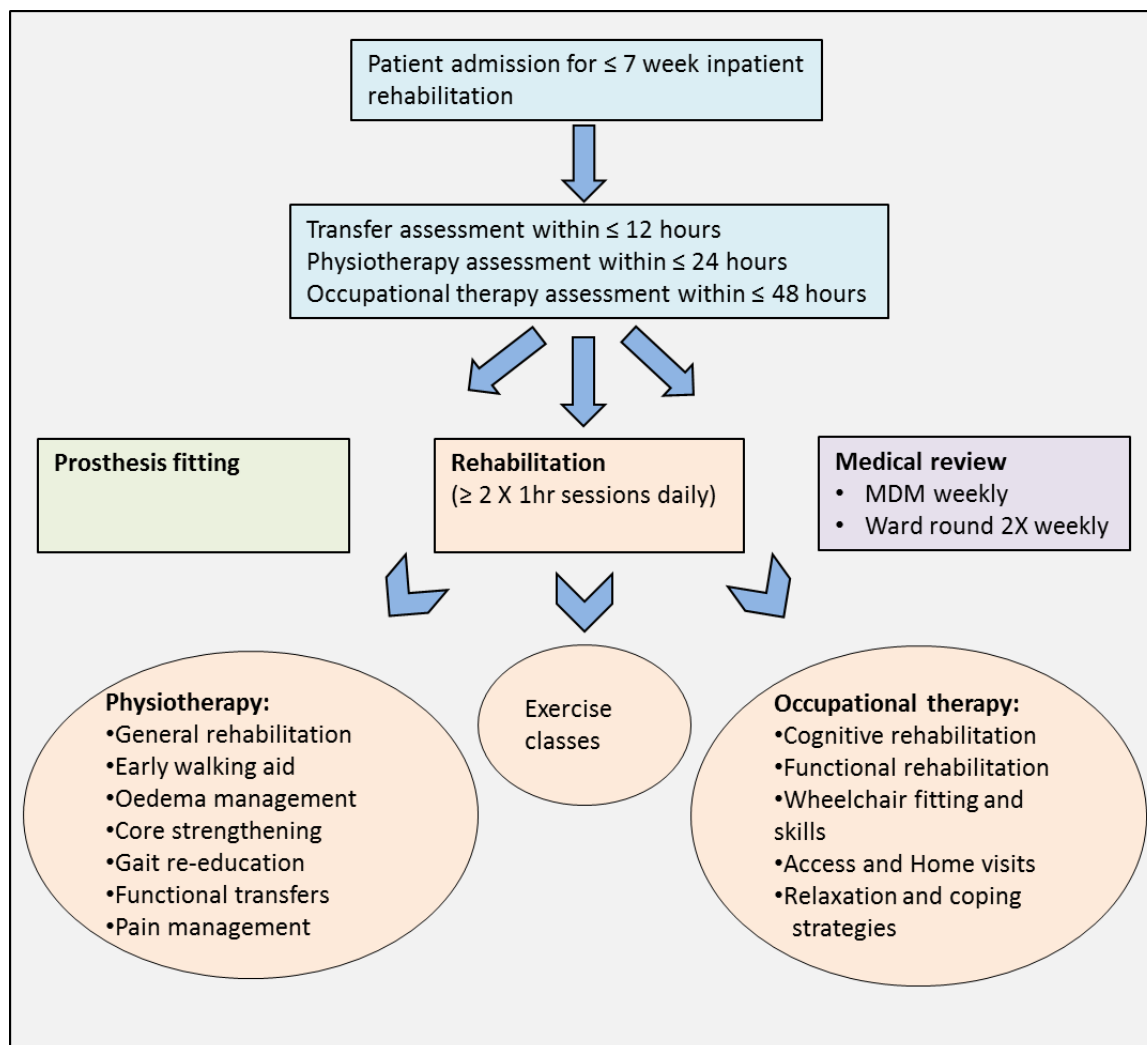 Patient admission for ≤ 7 week inpatient
rehabilitation
Transfer assessment within ≤ 12 hours
Physiotherapy assessment within ≤ 24 hours
Occupational therapy assessment within ≤ 48 hours
Prosthesis fitting
Rehabilitation
(≥ 2 X 1hr sessions daily)
Medical review
• MDM weekly
• Ward round 2X weekly
Physiotherapy:
•General rehabilitation
•Early walking aid
•Oedema management
•Core strengthening
•Gait re-education
•Functional transfers
•Pain management
Exercise
classes
Occupational therapy:
•Cognitive rehabilitation
•Functional rehabilitation
•Wheelchair fitting and
skills
•Access and Home visits
•Relaxation and coping
strategies